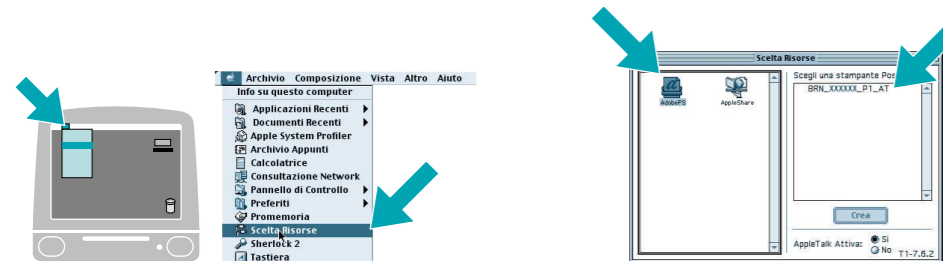 Archivio Composizione Vista Altro Aiuto
Info su questo computer
Applicazioni Recenti
Documenti Recenti
Apple System Profiler
Archivio Appunti
Calcolatrice
Consultazione Network
Pannello di Controllo
Preferiti
Promemoria
Scelta Risorse
Sherlock 2
Tastiera
Scelta Risorse
Scegli una stampante Pos
AdobePS
AppleShare
BRN_XXXXXX_P1_AT
Crea
AppleTalk Attiva:
Sì
No
T1-7.6.2